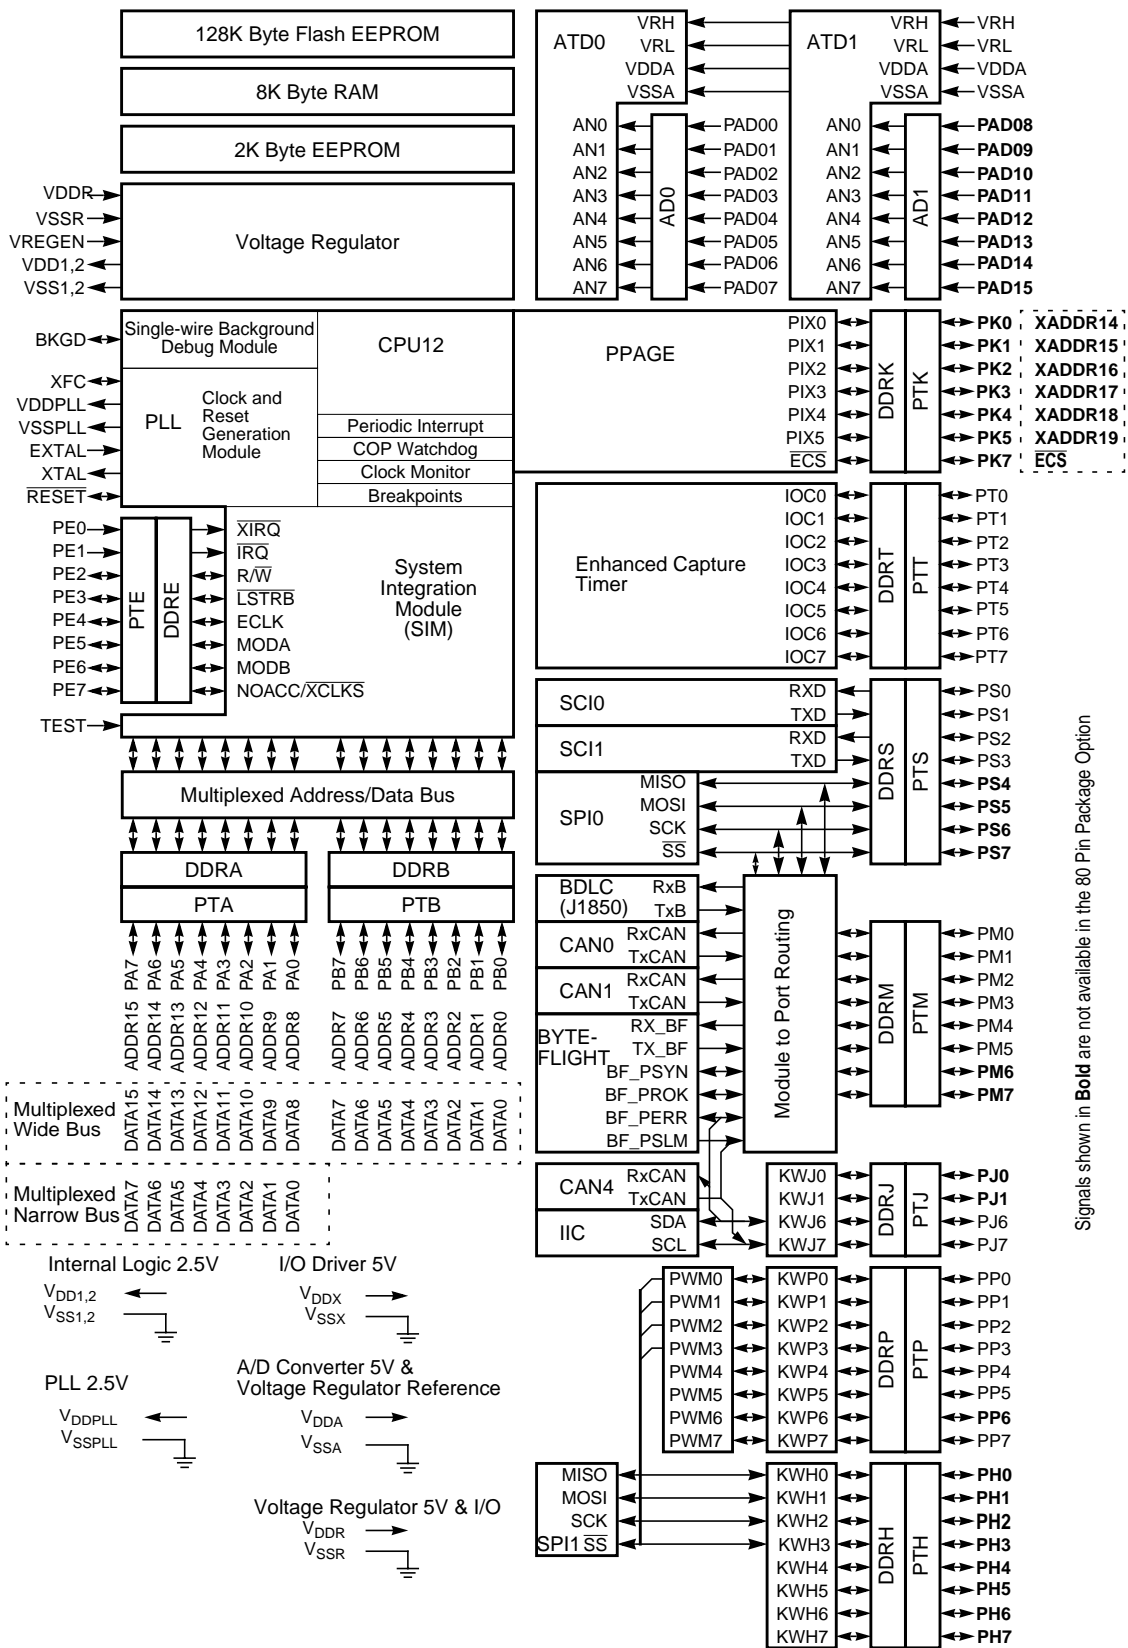 128K Byte Flash EEPROM
8K Byte RAM
2K Byte EEPROM
VDDR
VSSR
VREGEN
VDD1,2
VSS1,2
Voltage Regulator
ATD0
VRH
VRL
VDDA
VSSA
AN0
AN1
AN2
AN3
AN4
AN5
AN6
AN7
AD0
PAD00
PAD01
PAD02
PAD03
PAD04
PAD05
PAD06
PAD07
ATD1
VRH
VRL
VDDA
VSSA
VRH
VRL
VDDA
VSSA
AN0
AN1
AN2
AN3
AN4
AN5
AN6
AN7
AD1
PAD08
PAD09
PAD10
PAD11
PAD12
PAD13
PAD14
PAD15
BKGD
XFC
VDDPLL
VSSPLL
EXTAL
XTAL
RESET
Single-wire Background
Debug Module
CPU12
PLL
Clock and
Reset
Generation
Module
Periodic Interrupt
COP Watchdog
Clock Monitor
Breakpoints
PPAGE
PIX0
PIX1
PIX2
PIX3
PIX4
PIX5
ECS
DDRK
PTK
PK0 XADDR14
PK1 XADDR15
PK2 XADDR16
PK3 XADDR17
PK4 XADDR18
PK5 XADDR19
PK7 ECS
PE0
PE1
PE2
PE3
PE4
PE5
PE6
PE7
TEST
PTE
DDRE
XIRQ
IRQ
R/W
LSTRB
ECLK
MODA
MODB
NOACC/XCLKS
System
Integration
Module
(SIM)
Enhanced Capture
Timer
IOC0
IOC1
IOC2
IOC3
IOC4
IOC5
IOC6
IOC7
DDRT
PTT
PT0
PT1
PT2
PT3
PT4
PT5
PT6
PT7
SCI0
RXD
TXD
SCI1
RXD
TXD
SPI0
MISO
MOSI
SCK
SS
DDRS
PTS
PS0
PS1
PS2
PS3
PS4
PS5
PS6
PS7
Multiplexed Address/Data Bus
DDRA
DDRB
PTA
PTB
PA7
PA6
PA5
PA4
PA3
PA2
PA1
PA0
PB7
PB6
PB5
PB4
PB3
PB2
PB1
PB0
ADDR15
ADDR14
ADDR13
ADDR12
ADDR11
ADDR10
ADDR9
ADDR8
ADDR7
ADDR6
ADDR5
ADDR4
ADDR3
ADDR2
ADDR1
ADDR0
Multiplexed
Wide Bus
DATA15
DATA14
DATA13
DATA12
DATA11
DATA10
DATA9
DATA8
DATA7
DATA6
DATA5
DATA4
DATA3
DATA2
DATA1
DATA0
Multiplexed
Narrow Bus
DATA7
DATA6
DATA5
DATA4
DATA3
DATA2
DATA1
DATA0
BDLC
(J1850)
RxB
TxB
CAN0
RxCAN
TxCAN
CAN1
RxCAN
TxCAN
BYTE-
FLIGHT
RX_BF
TX_BF
BF_PSYN
BF_PROK
BF_PERR
BF_PSLM
Module to Port Routing
DDRM
PTM
PM0
PM1
PM2
PM3
PM4
PM5
PM6
PM7
CAN4
RxCAN
TxCAN
IIC
SDA
SCL
KWJ0
KWJ1
KWJ6
KWJ7
DDRJ
PTJ
PJ0
PJ1
PJ6
PJ7
PWM0
PWM1
PWM2
PWM3
PWM4
PWM5
PWM6
PWM7
KWP0
KWP1
KWP2
KWP3
KWP4
KWP5
KWP6
KWP7
DDRP
PTP
PP0
PP1
PP2
PP3
PP4
PP5
PP6
PP7
MISO
MOSI
SCK
SPI1 SS
KWH0
KWH1
KWH2
KWH3
KWH4
KWH5
KWH6
KWH7
DDRH
PTH
PH0
PH1
PH2
PH3
PH4
PH5
PH6
PH7
Internal Logic 2.5V
VDD1,2
VSS1,2
I/O Driver 5V
VDDX
VSSX
PLL 2.5V
VDDPLL
VSSPLL
A/D Converter 5V &
Voltage Regulator Reference
VDDA
VSSA
Voltage Regulator 5V & I/O
VDDR
VSSR
Signals shown in Bold are not available in the 80 Pin Package Option